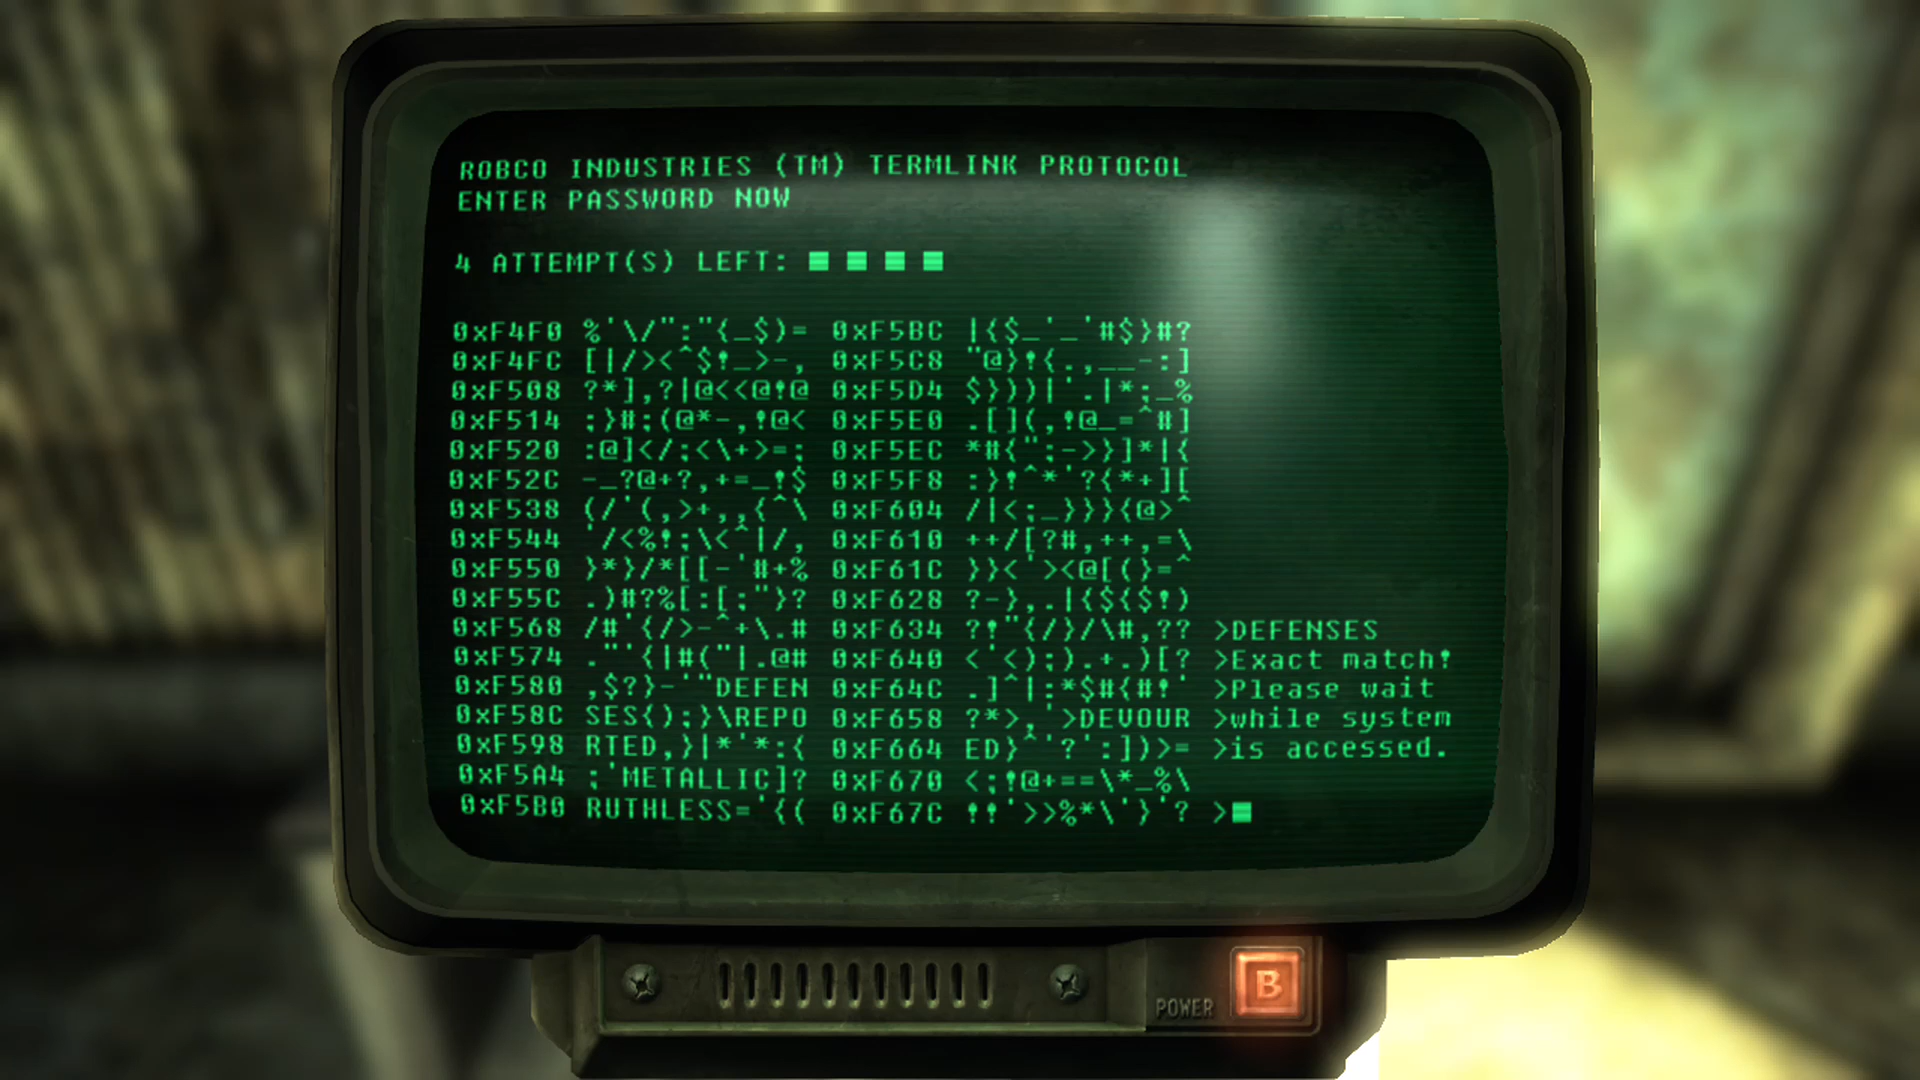 ROBCO INDUSTRIES (TM) TERMLINK PROTOCOL
ENTER PASSWORD NOW
4 ATTEMPT(S) LEFT: ■ ■ ■ ■
0xF4F0 %'\/":"{_$)= 0xF5BC |{$_'_'#$}#?
0xF4FC [|/><^$!_>-, 0xF5C8 "@}!{.,__-:]
0xF508 ?*],?|@<<@!@ 0xF5D4 $}))|'.|*;_%
0xF514 ;}#;(@*-,!@< 0xF5E0 .[](,!@_=^#]
0xF520 :@]</;<\+>=; 0xF5EC *#{";->}]*|{
0xF52C -_?@+?,+=_!$ 0xF5F8 :}!^*'?{*+][
0xF538 (/'(,>+,,{^\ 0xF604 /|<;_}}}{@>^
0xF544 '/<%!;\<^|/, 0xF610 ++/[?#,++,=\
0xF550 }*}/*[[-'#+% 0xF61C }}<'><@[(}=^
0xF55C .)#?%[:[;"}? 0xF628 ?-},.|{${$!)
0xF568 /#'{/>-^+\.# 0xF634 ?!"{/}/\#,?? >DEFENSES
0xF574 ."'{|#("|.@# 0xF640 <'<);).+.)[? >Exact match!
0xF580 ,$?}-'"DEFEN 0xF64C .]^|:*$#{#!' >Please wait
0xF58C SES{);}\REPO 0xF658 ?*>,'>DEVOUR >while system
0xF598 RTED,}|*'*:{ 0xF664 ED}^'?':])>= >is accessed.
0xF5A4 ;'METALLIC]? 0xF670 <;!@+==\*_%\
0xF5B0 RUTHLESS='{( 0xF67C !!'>>%*\'}'? >■
POWER
B